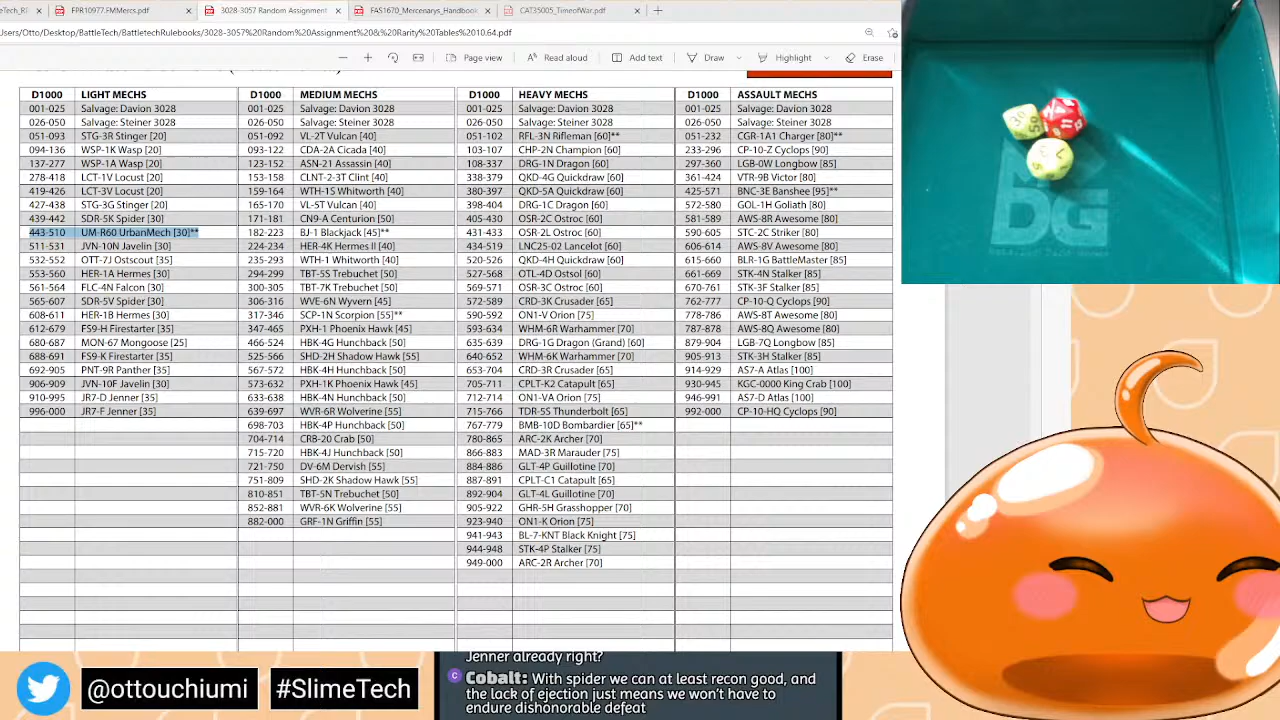 FPR10977.FMMercs.pdf × 3028-3057 Random Assignment × FAS1670_Mercenarys_Handbook × CAT35005_TimeofWar.pdf × +
Users/Otto/Desktop/BattleTech/BattletechRulebooks/3028-3057%20Random%20Assignment%20&%20Rarity%20Tables%2010.64.pdf
Page view Read aloud Add text Draw Highlight Erase
D1000 LIGHT MECHS D1000 MEDIUM MECHS D1000 HEAVY MECHS D1000 ASSAULT MECHS
001-025 Salvage: Davion 3028 001-025 Salvage: Davion 3028 001-025 Salvage: Davion 3028 001-025 Salvage: Davion 3028
026-050 Salvage: Steiner 3028 026-050 Salvage: Steiner 3028 026-050 Salvage: Steiner 3028 026-050 Salvage: Steiner 3028
051-093 STG-3R Stinger [20] 051-092 VL-2T Vulcan [40] 051-102 RFL-3N Rifleman [60]** 051-232 CGR-1A1 Charger [80]**
094-136 WSP-1K Wasp [20] 093-122 CDA-2A Cicada [40] 103-107 CHP-2N Champion [60] 233-296 CP-10-Z Cyclops [90]
137-277 WSP-1A Wasp [20] 123-152 ASN-21 Assassin [40] 108-337 DRG-1N Dragon [60] 297-360 LGB-0W Longbow [85]
278-418 LCT-1V Locust [20] 153-158 CLNT-2-3T Clint [40] 338-379 QKD-4G Quickdraw [60] 361-424 VTR-9B Victor [80]
419-426 LCT-3V Locust [20] 159-164 WTH-1S Whitworth [40] 380-397 QKD-5A Quickdraw [60] 425-571 BNC-3E Banshee [95]**
427-438 STG-3G Stinger [20] 165-170 VL-5T Vulcan [40] 398-404 DRG-1C Dragon [60] 572-580 GOL-1H Goliath [80]
439-442 SDR-5K Spider [30] 171-181 CN9-A Centurion [50] 405-430 OSR-2C Ostroc [60] 581-589 AWS-8R Awesome [80]
443-510 UM-R60 UrbanMech [30]** 182-223 BJ-1 Blackjack [45]** 431-433 OSR-2L Ostroc [60] 590-605 STC-2C Striker [80]
511-531 JVN-10N Javelin [30] 224-234 HER-4K Hermes II [40] 434-519 LNC25-02 Lancelot [60] 606-614 AWS-8V Awesome [80]
532-552 OTT-7J Ostscout [35] 235-293 WTH-1 Whitworth [40] 520-526 QKD-4H Quickdraw [60] 615-660 BLR-1G BattleMaster [85]
553-560 HER-1A Hermes [30] 294-299 TBT-5S Trebuchet [50] 527-568 OTL-4D Ostsol [60] 661-669 STK-4N Stalker [85]
561-564 FLC-4N Falcon [30] 300-305 TBT-7K Trebuchet [50] 569-571 OSR-3C Ostroc [60] 670-761 STK-3F Stalker [85]
565-607 SDR-5V Spider [30] 306-316 WVE-6N Wyvern [45] 572-589 CRD-3K Crusader [65] 762-777 CP-10-Q Cyclops [90]
608-611 HER-1B Hermes [30] 317-346 SCP-1N Scorpion [55]** 590-592 ON1-V Orion [75] 778-786 AWS-8T Awesome [80]
612-679 FS9-H Firestarter [35] 347-465 PXH-1 Phoenix Hawk [45] 593-634 WHM-6R Warhammer [70] 787-878 AWS-8Q Awesome [80]
680-687 MON-67 Mongoose [25] 466-524 HBK-4G Hunchback [50] 635-639 DRG-1G Dragon (Grand) [60] 879-904 LGB-7Q Longbow [85]
688-691 FS9-K Firestarter [35] 525-566 SHD-2H Shadow Hawk [55] 640-652 WHM-6K Warhammer [70] 905-913 STK-3H Stalker [85]
692-905 PNT-9R Panther [35] 567-572 HBK-4H Hunchback [50] 653-704 CRD-3R Crusader [65] 914-929 AS7-A Atlas [100]
906-909 JVN-10F Javelin [30] 573-632 PXH-1K Phoenix Hawk [45] 705-711 CPLT-K2 Catapult [65] 930-945 KGC-0000 King Crab [100]
910-995 JR7-D Jenner [35] 633-638 HBK-4N Hunchback [50] 712-714 ON1-VA Orion [75] 946-991 AS7-D Atlas [100]
996-000 JR7-F Jenner [35] 639-697 WVR-6R Wolverine [55] 715-766 TDR-5S Thunderbolt [65] 992-000 CP-10-HQ Cyclops [90]
698-703 HBK-4P Hunchback [50] 767-779 BMB-10D Bombardier [65]**
704-714 CRB-20 Crab [50] 780-865 ARC-2K Archer [70]
715-720 HBK-4J Hunchback [50] 866-883 MAD-3R Marauder [75]
721-750 DV-6M Dervish [55] 884-886 GLT-4P Guillotine [70]
751-809 SHD-2K Shadow Hawk [55] 887-891 CPLT-C1 Catapult [65]
810-851 TBT-5N Trebuchet [50] 892-904 GLT-4L Guillotine [70]
852-881 WVR-6K Wolverine [55] 905-922 GHR-5H Grasshopper [70]
882-000 GRF-1N Griffin [55] 923-940 ON1-K Orion [75]
941-943 BL-7-KNT Black Knight [75]
944-948 STK-4P Stalker [75]
949-000 ARC-2R Archer [70]
DG
Jenner already right?
C Cobalt: With spider we can at least recon good, and
the lack of ejection just means we won't have to
endure dishonorable defeat
@ottouchiumi #SlimeTech